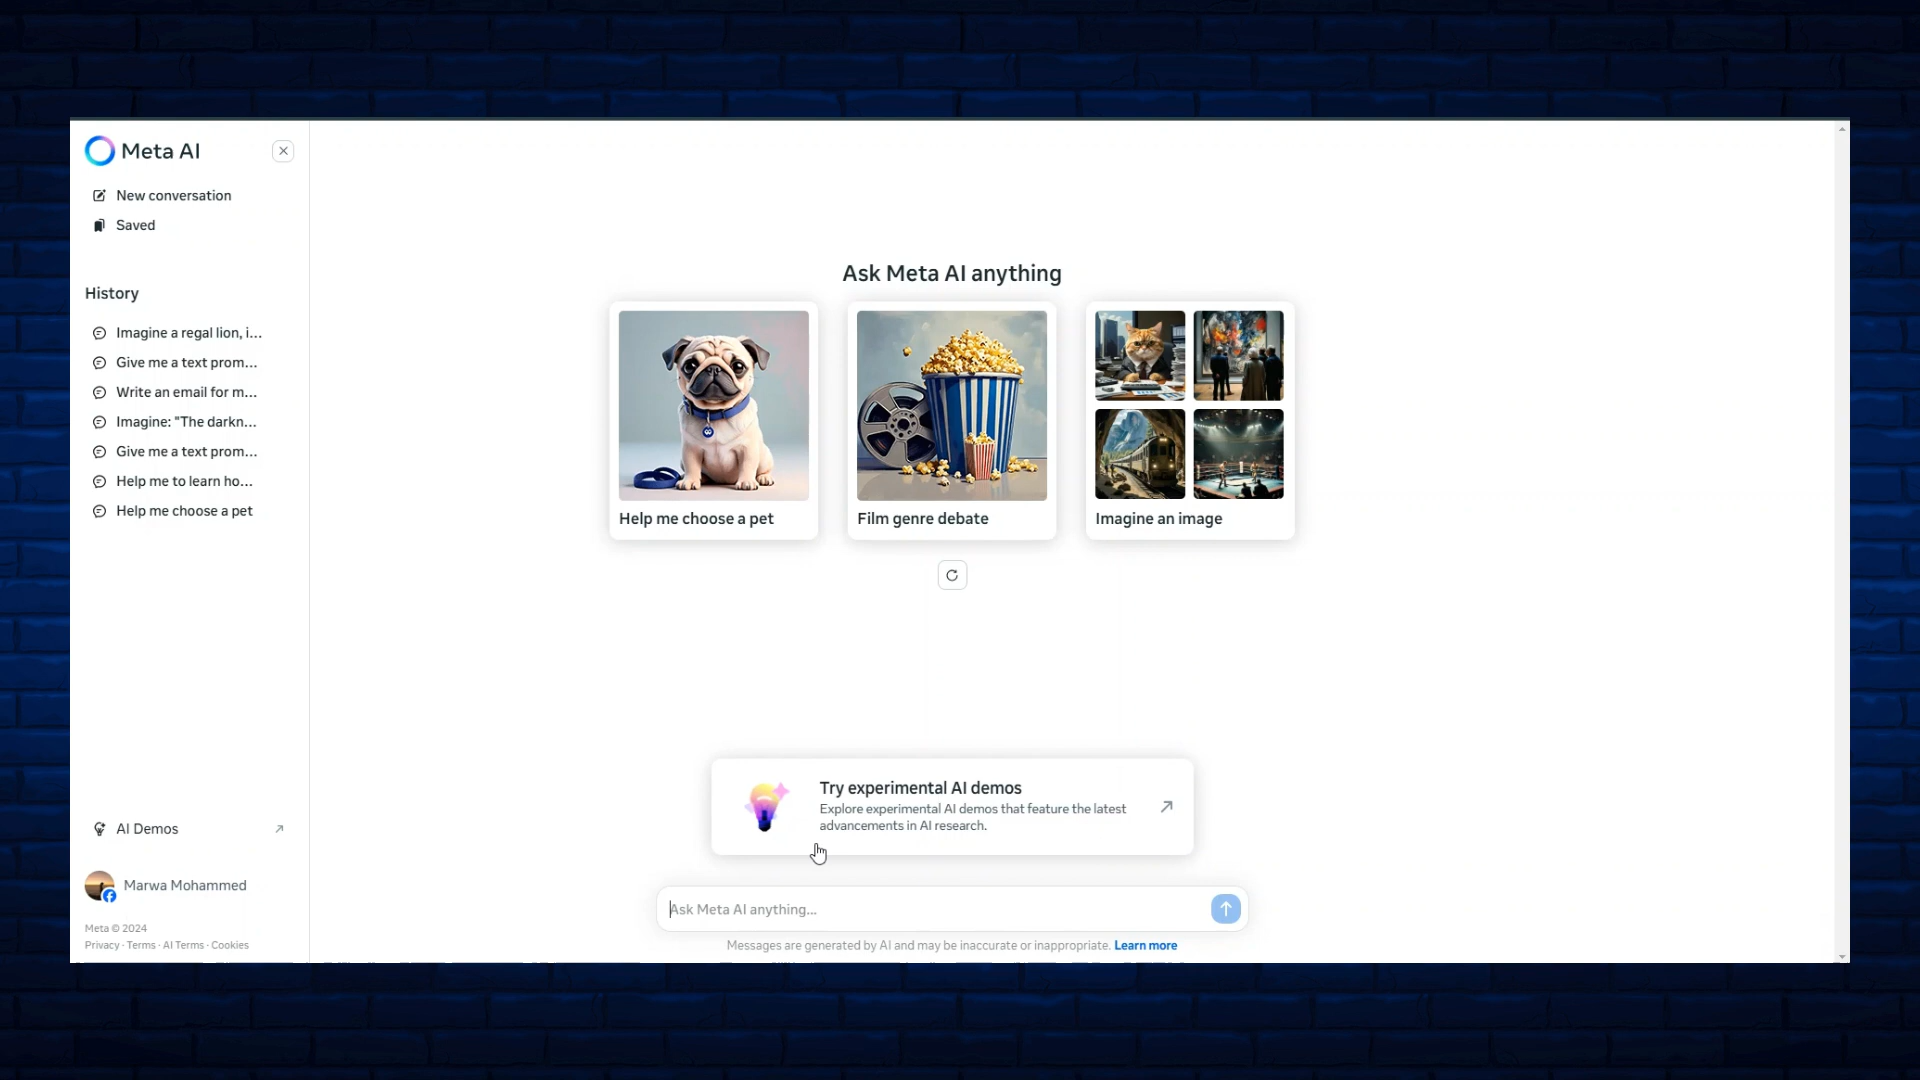 Meta AI
New conversation
Saved
History
Imagine a regal lion, i...
Give me a text prom...
Write an email for m...
Imagine: "The darkn...
Give me a text prom...
Help me to learn ho...
Help me choose a pet
AI Demos
Marwa Mohammed
Meta © 2024
Privacy · Terms · AI Terms · Cookies
Ask Meta AI anything
Help me choose a pet
Film genre debate
Imagine an image
Try experimental AI demos
Explore experimental AI demos that feature the latest
advancements in AI research.
Ask Meta AI anything...
Messages are generated by AI and may be inaccurate or inappropriate. Learn more